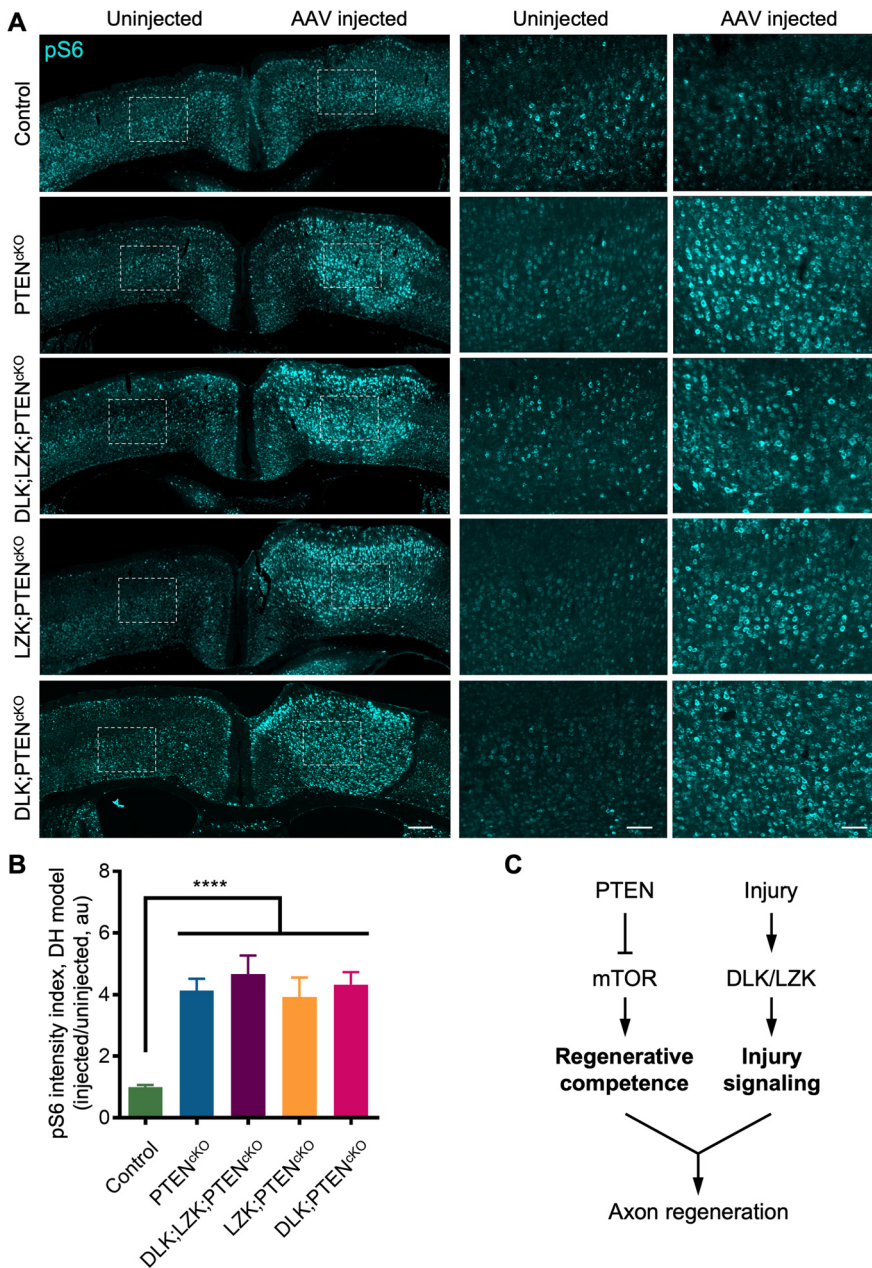 A
Uninjected
AAV injected
Uninjected
AAV injected
pS6
Control
PTENcKO
DLK;LZK;PTENcKO
LZK;PTENcKO
DLK;PTENcKO
B
pS6 intensity index, DH model
(injected/uninjected, au)
8
6
4
2
0
****
Control
PTENcKO
DLK;LZK;PTENcKO
LZK;PTENcKO
DLK;PTENcKO
C
PTEN
Injury
mTOR
DLK/LZK
Regenerative
competence
Injury
signaling
Axon regeneration